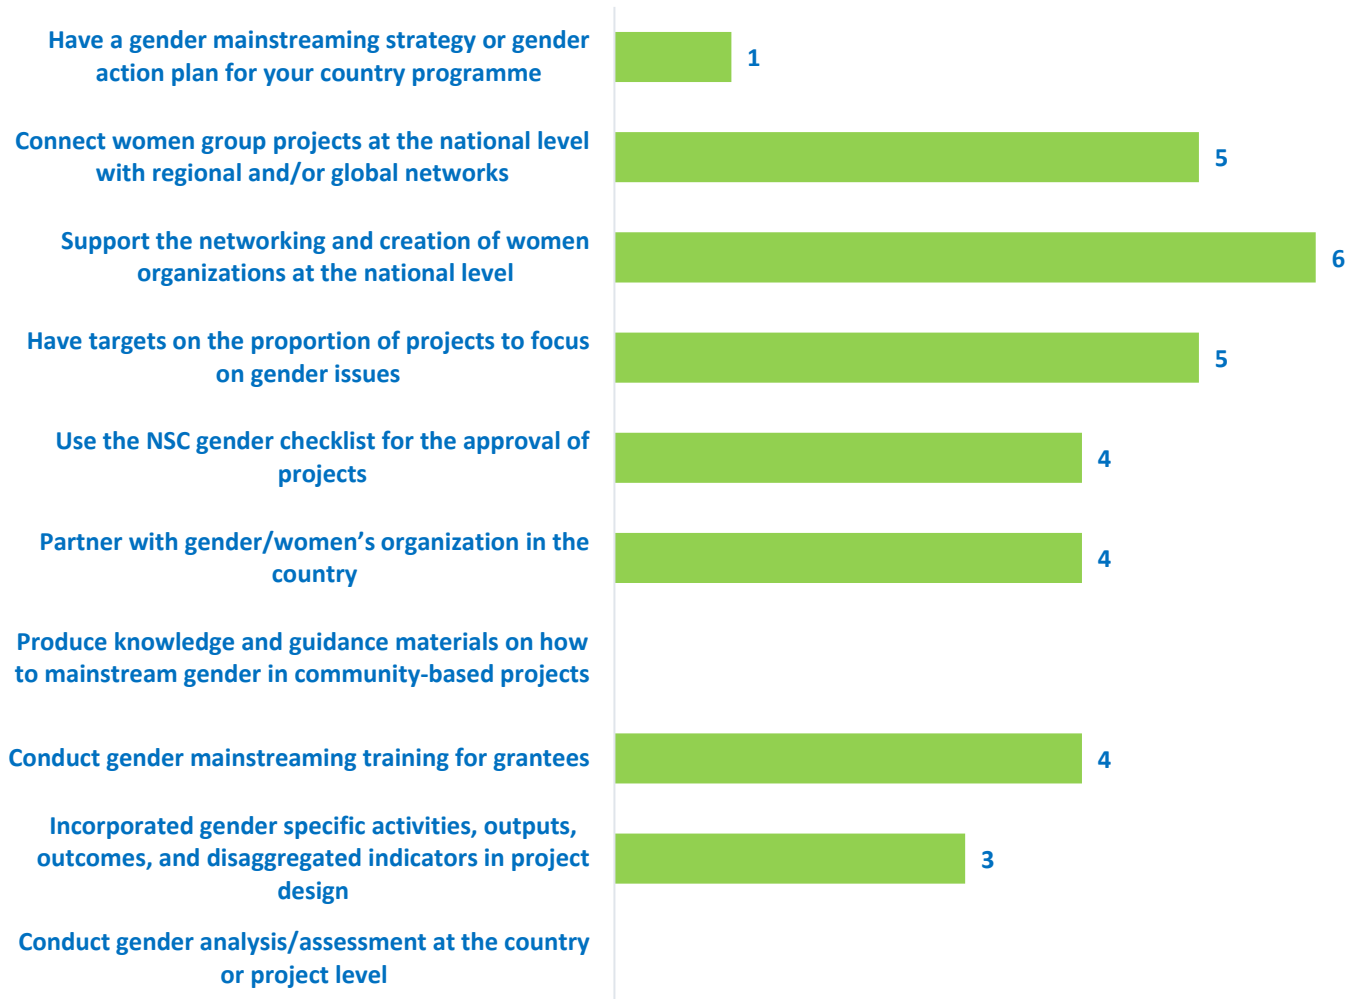 Have a gender mainstreaming strategy or gender
action plan for your country programme
1
Connect women group projects at the national level
with regional and/or global networks
5
Support the networking and creation of women
organizations at the national level
6
Have targets on the proportion of projects to focus
on gender issues
5
Use the NSC gender checklist for the approval of
projects
4
Partner with gender/women’s organization in the
country
4
Produce knowledge and guidance materials on how
to mainstream gender in community-based projects
Conduct gender mainstreaming training for grantees
4
Incorporated gender specific activities, outputs,
outcomes, and disaggregated indicators in project
design
3
Conduct gender analysis/assessment at the country
or project level